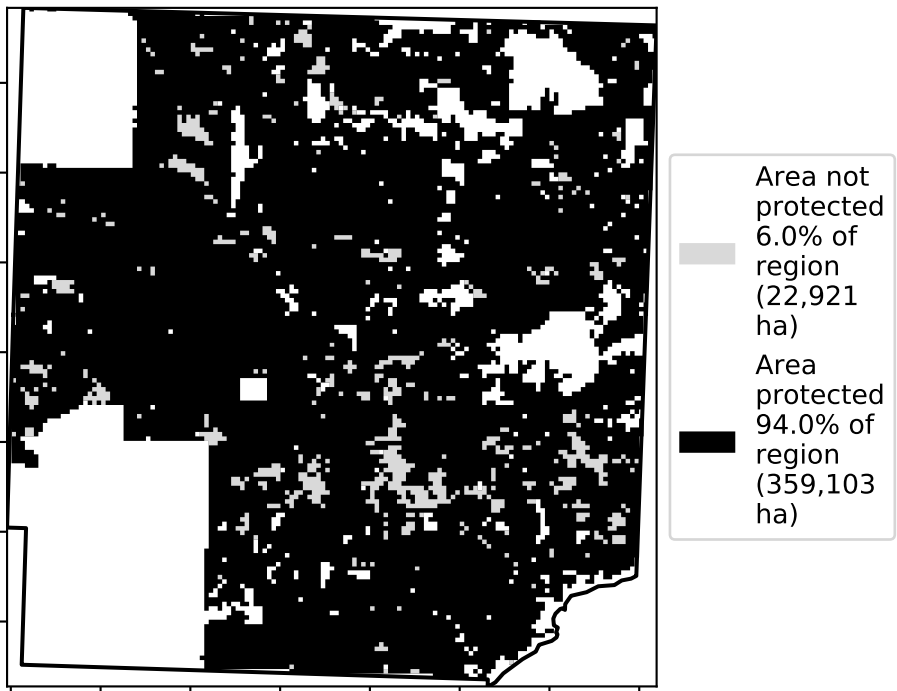 Area not
protected
6.0% of
region
(22,921
ha)
Area
protected
94.0% of
region
(359,103
ha)